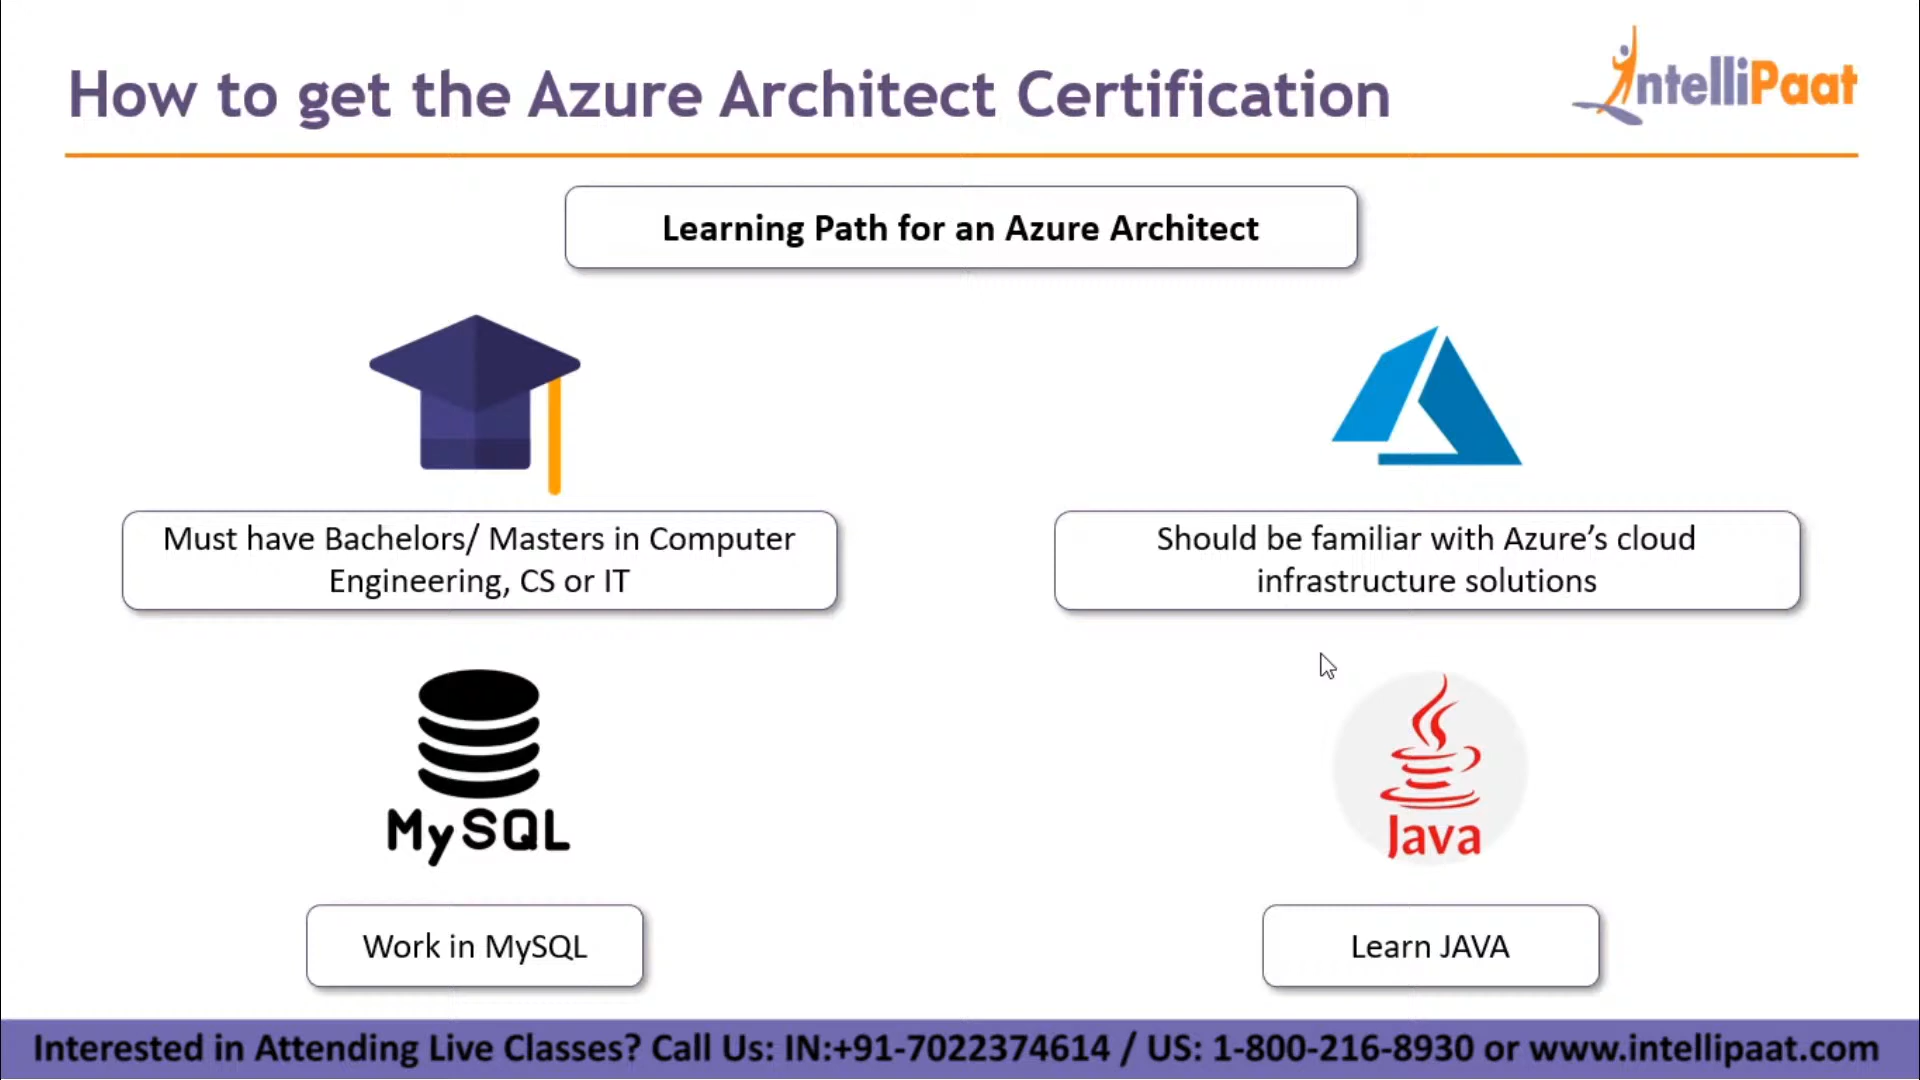 How to get the Azure Architect Certification
IntelliPaat
Learning Path for an Azure Architect
Must have Bachelors/ Masters in Computer
Engineering, CS or IT
Should be familiar with Azure’s cloud
infrastructure solutions
MySQL
Java
Work in MySQL
Learn JAVA
Interested in Attending Live Classes? Call Us: IN:+91-7022374614 / US: 1-800-216-8930 or www.intellipaat.com